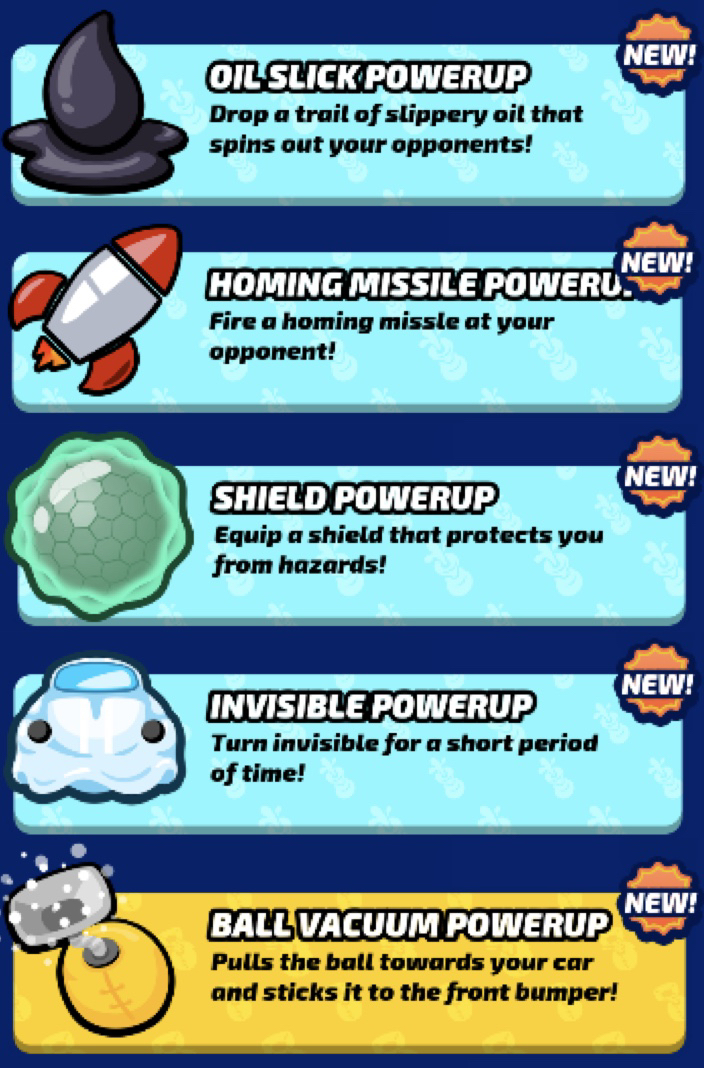 NEW!
OIL SLICK POWERUP
Drop a trail of slippery oil that
spins out your opponents!
NEW!
HOMING MISSILE POWERU
Fire a homing missle at your
opponent!
NEW!
SHIELD POWERUP
Equip a shield that protects you
from hazards!
NEW!
INVISIBLE POWERUP
Turn invisible for a short period
of time!
NEW!
BALL VACUUM POWERUP
Pulls the ball towards your car
and sticks it to the front bumper!